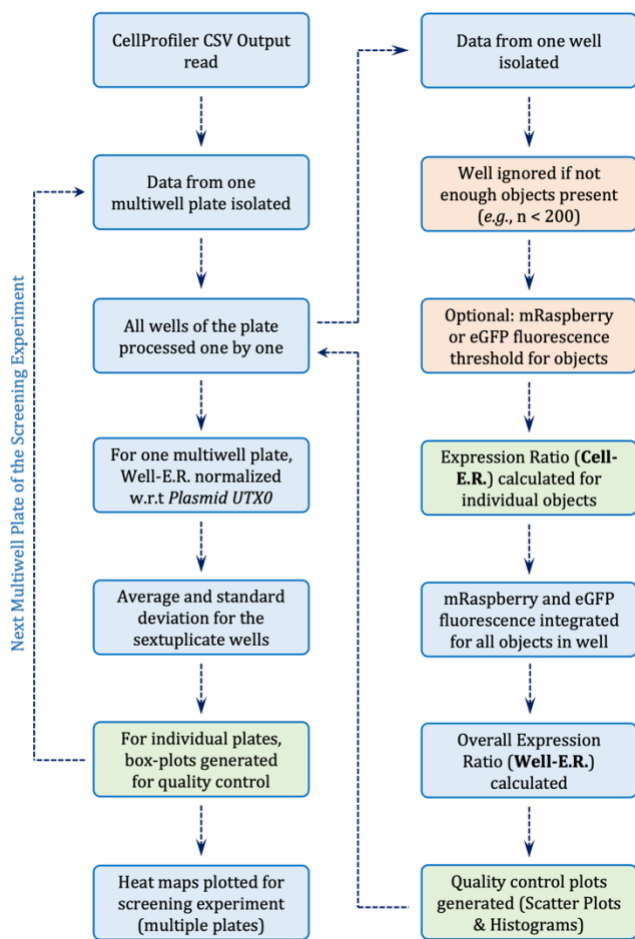 CellProfiler CSV Output
read
Data from one
multiwell plate isolated
All wells of the plate
processed one by one
For one multiwell plate,
Well-E.R. normalized
w.r.t Plasmid UTX0
Average and standard
deviation for the
sextuplicate wells
For individual plates,
box-plots generated
for quality control
Heat maps plotted for
screening experiment
(multiple plates)
Next Multiwell Plate of the Screening Experiment
Data from one well
isolated
Well ignored if not
enough objects present
(e.g., n < 200)
Optional: mRaspberry
or eGFP fluorescence
threshold for objects
Expression Ratio (Cell-
E.R.) calculated for
individual objects
mRaspberry and eGFP
fluorescence integrated
for all objects in well
Overall Expression
Ratio (Well-E.R.)
calculated
Quality control plots
generated (Scatter Plots
& Histograms)